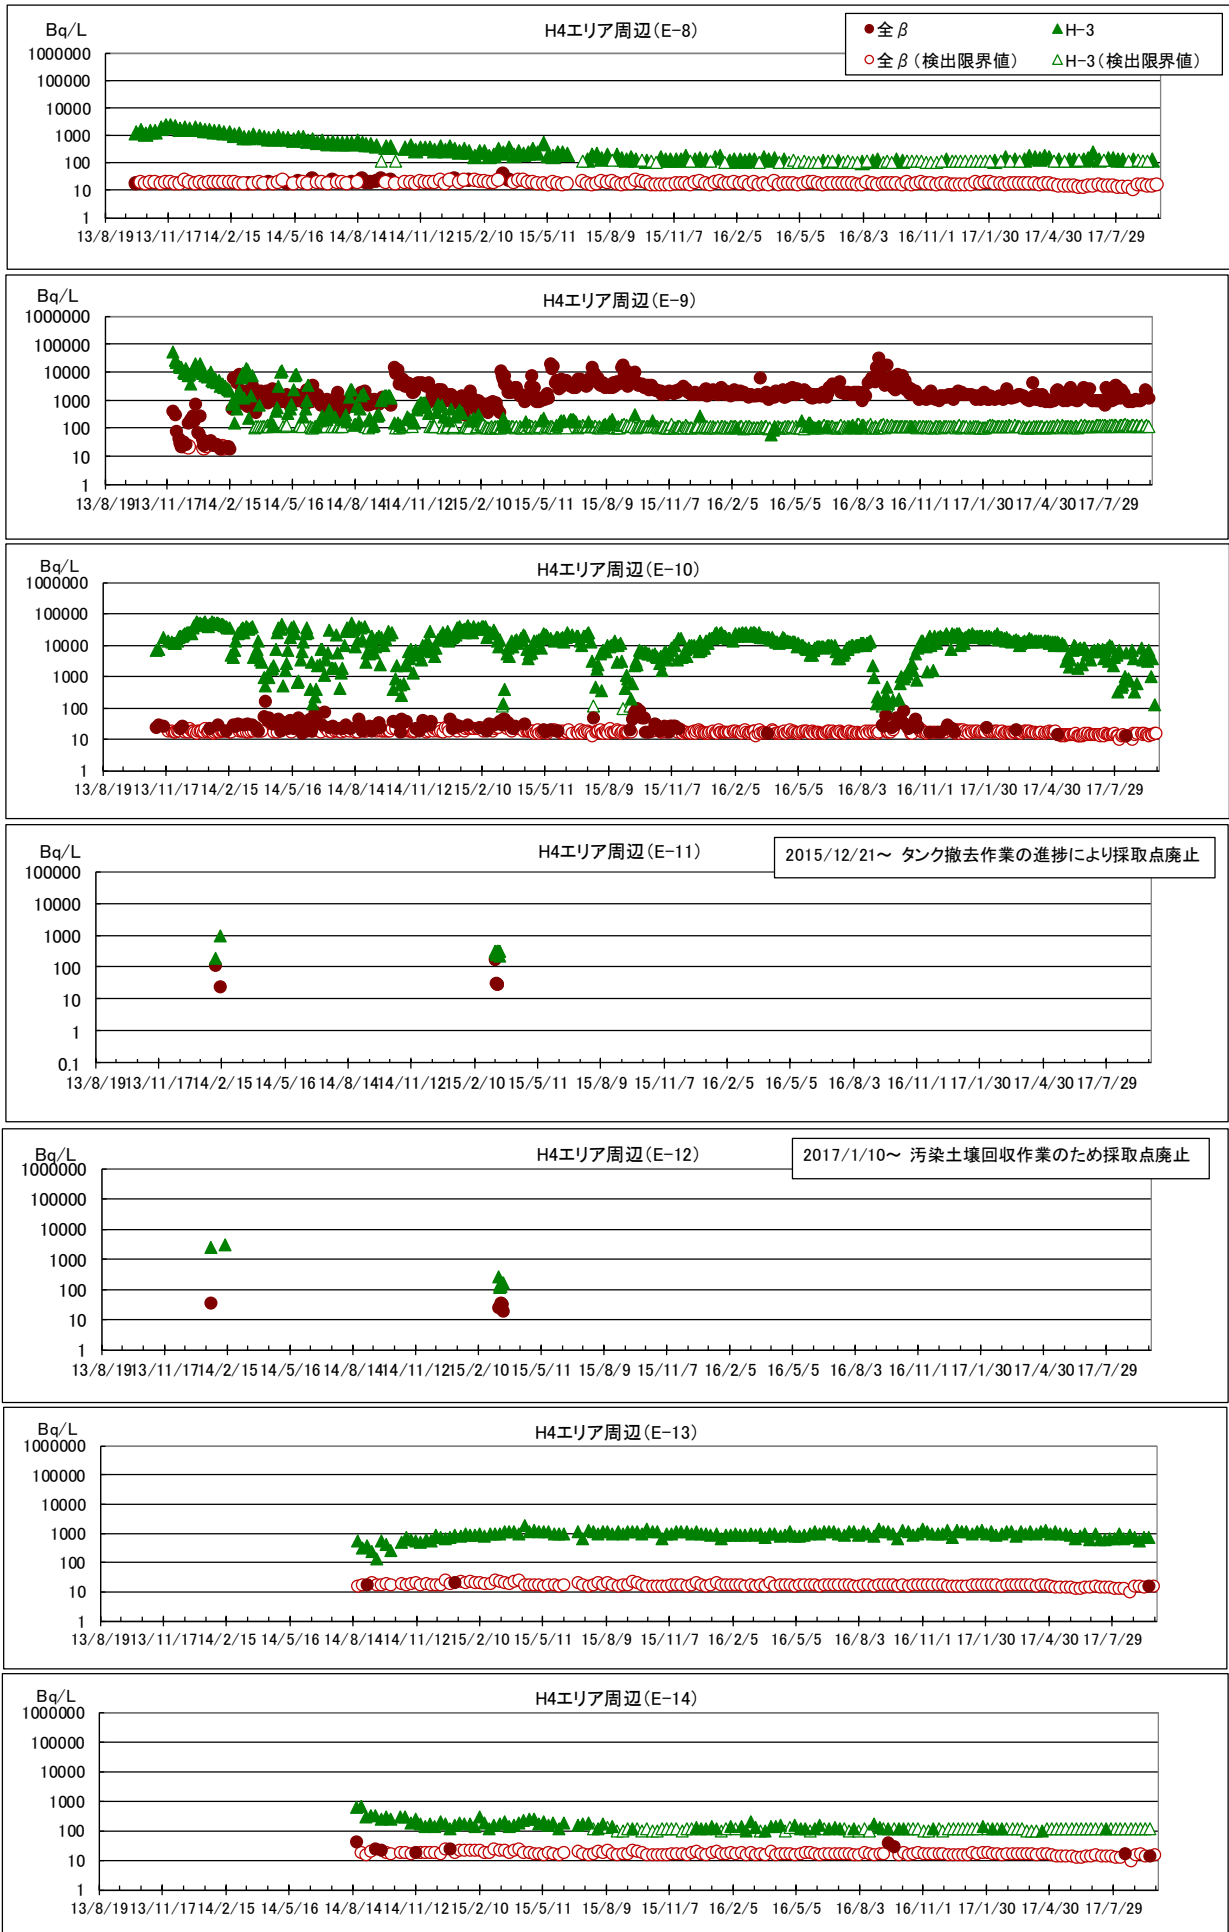 Bq/L
H4エリア周辺(E-8)
●全β ▲H-3
○全β(検出限界値) △H-3(検出限界値)
1000000
100000
10000
1000
100
10
1
13/8/19 13/11/17 14/2/15 14/5/16 14/8/14 14/11/12 15/2/10 15/5/11 15/8/9 15/11/7 16/2/5 16/5/5 16/8/3 16/11/1 17/1/30 17/4/30 17/7/29
Bq/L
H4エリア周辺(E-9)
1000000
100000
10000
1000
100
10
1
13/8/19 13/11/17 14/2/15 14/5/16 14/8/14 14/11/12 15/2/10 15/5/11 15/8/9 15/11/7 16/2/5 16/5/5 16/8/3 16/11/1 17/1/30 17/4/30 17/7/29
Bq/L
H4エリア周辺(E-10)
1000000
100000
10000
1000
100
10
1
13/8/19 13/11/17 14/2/15 14/5/16 14/8/14 14/11/12 15/2/10 15/5/11 15/8/9 15/11/7 16/2/5 16/5/5 16/8/3 16/11/1 17/1/30 17/4/30 17/7/29
Bq/L
H4エリア周辺(E-11)
2015/12/21~ タンク撤去作業の進捗により採取点廃止
100000
10000
1000
100
10
1
0.1
13/8/19 13/11/17 14/2/15 14/5/16 14/8/14 14/11/12 15/2/10 15/5/11 15/8/9 15/11/7 16/2/5 16/5/5 16/8/3 16/11/1 17/1/30 17/4/30 17/7/29
Bq/L
H4エリア周辺(E-12)
2017/1/10~ 汚染土壌回収作業のため採取点廃止
1000000
100000
10000
1000
100
10
1
13/8/19 13/11/17 14/2/15 14/5/16 14/8/14 14/11/12 15/2/10 15/5/11 15/8/9 15/11/7 16/2/5 16/5/5 16/8/3 16/11/1 17/1/30 17/4/30 17/7/29
Bq/L
H4エリア周辺(E-13)
1000000
100000
10000
1000
100
10
1
13/8/19 13/11/17 14/2/15 14/5/16 14/8/14 14/11/12 15/2/10 15/5/11 15/8/9 15/11/7 16/2/5 16/5/5 16/8/3 16/11/1 17/1/30 17/4/30 17/7/29
Bq/L
H4エリア周辺(E-14)
1000000
100000
10000
1000
100
10
1
13/8/19 13/11/17 14/2/15 14/5/16 14/8/14 14/11/12 15/2/10 15/5/11 15/8/9 15/11/7 16/2/5 16/5/5 16/8/3 16/11/1 17/1/30 17/4/30 17/7/29